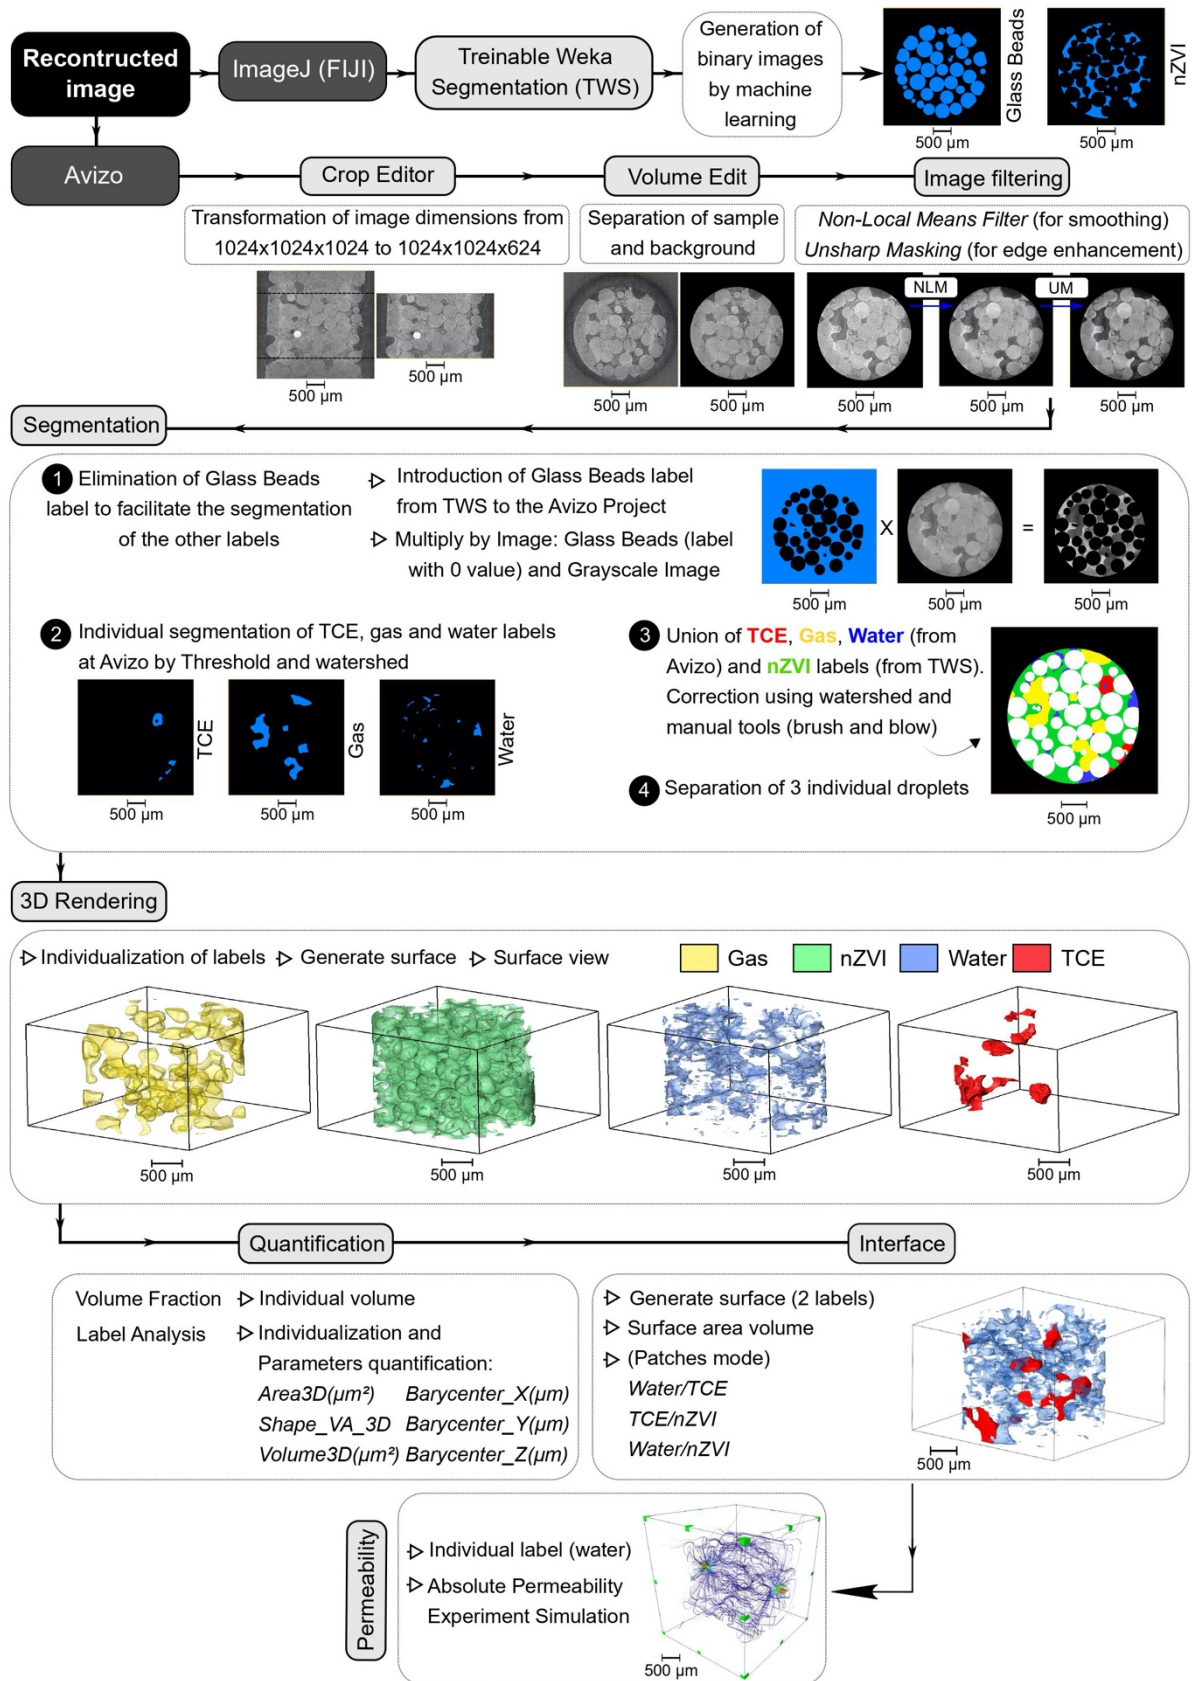 Reconstructed
image
ImageJ (FIJI)
Treinable Weka
Segmentation (TWS)
Generation of
binary images
by machine
learning
Glass Beads
500 µm
nZVI
500 µm
Avizo
Crop Editor
Volume Edit
Image filtering
Transformation of image dimensions from
1024x1024x1024 to 1024x1024x624
Separation of sample
and background
Non-Local Means Filter (for smoothing)
Unsharp Masking (for edge enhancement)
NLM
UM
500 µm
500 µm
500 µm
500 µm
500 µm
500 µm
500 µm
Segmentation
1 Elimination of Glass Beads
label to facilitate the segmentation
of the other labels
Introduction of Glass Beads label
from TWS to the Avizo Project
Multiply by Image: Glass Beads (label
with 0 value) and Grayscale Image
X
=
500 µm
500 µm
500 µm
2 Individual segmentation of TCE, gas and water labels
at Avizo by Threshold and watershed
TCE
Gas
Water
500 µm
500 µm
500 µm
3 Union of TCE, Gas, Water (from
Avizo) and nZVI labels (from TWS).
Correction using watershed and
manual tools (brush and blow)
4 Separation of 3 individual droplets
500 µm
3D Rendering
Individualization of labels
Generate surface
Surface view
Gas
nZVI
Water
TCE
500 µm
500 µm
500 µm
500 µm
Quantification
Interface
Volume Fraction
Individual volume
Label Analysis
Individualization and
Parameters quantification:
Area3D(µm²) Barycenter_X(µm)
Shape_VA_3D Barycenter_Y(µm)
Volume3D(µm²) Barycenter_Z(µm)
Generate surface (2 labels)
Surface area volume
(Patches mode)
Water/TCE
TCE/nZVI
Water/nZVI
500 µm
Permeability
Individual label (water)
Absolute Permeability
Experiment Simulation
500 µm